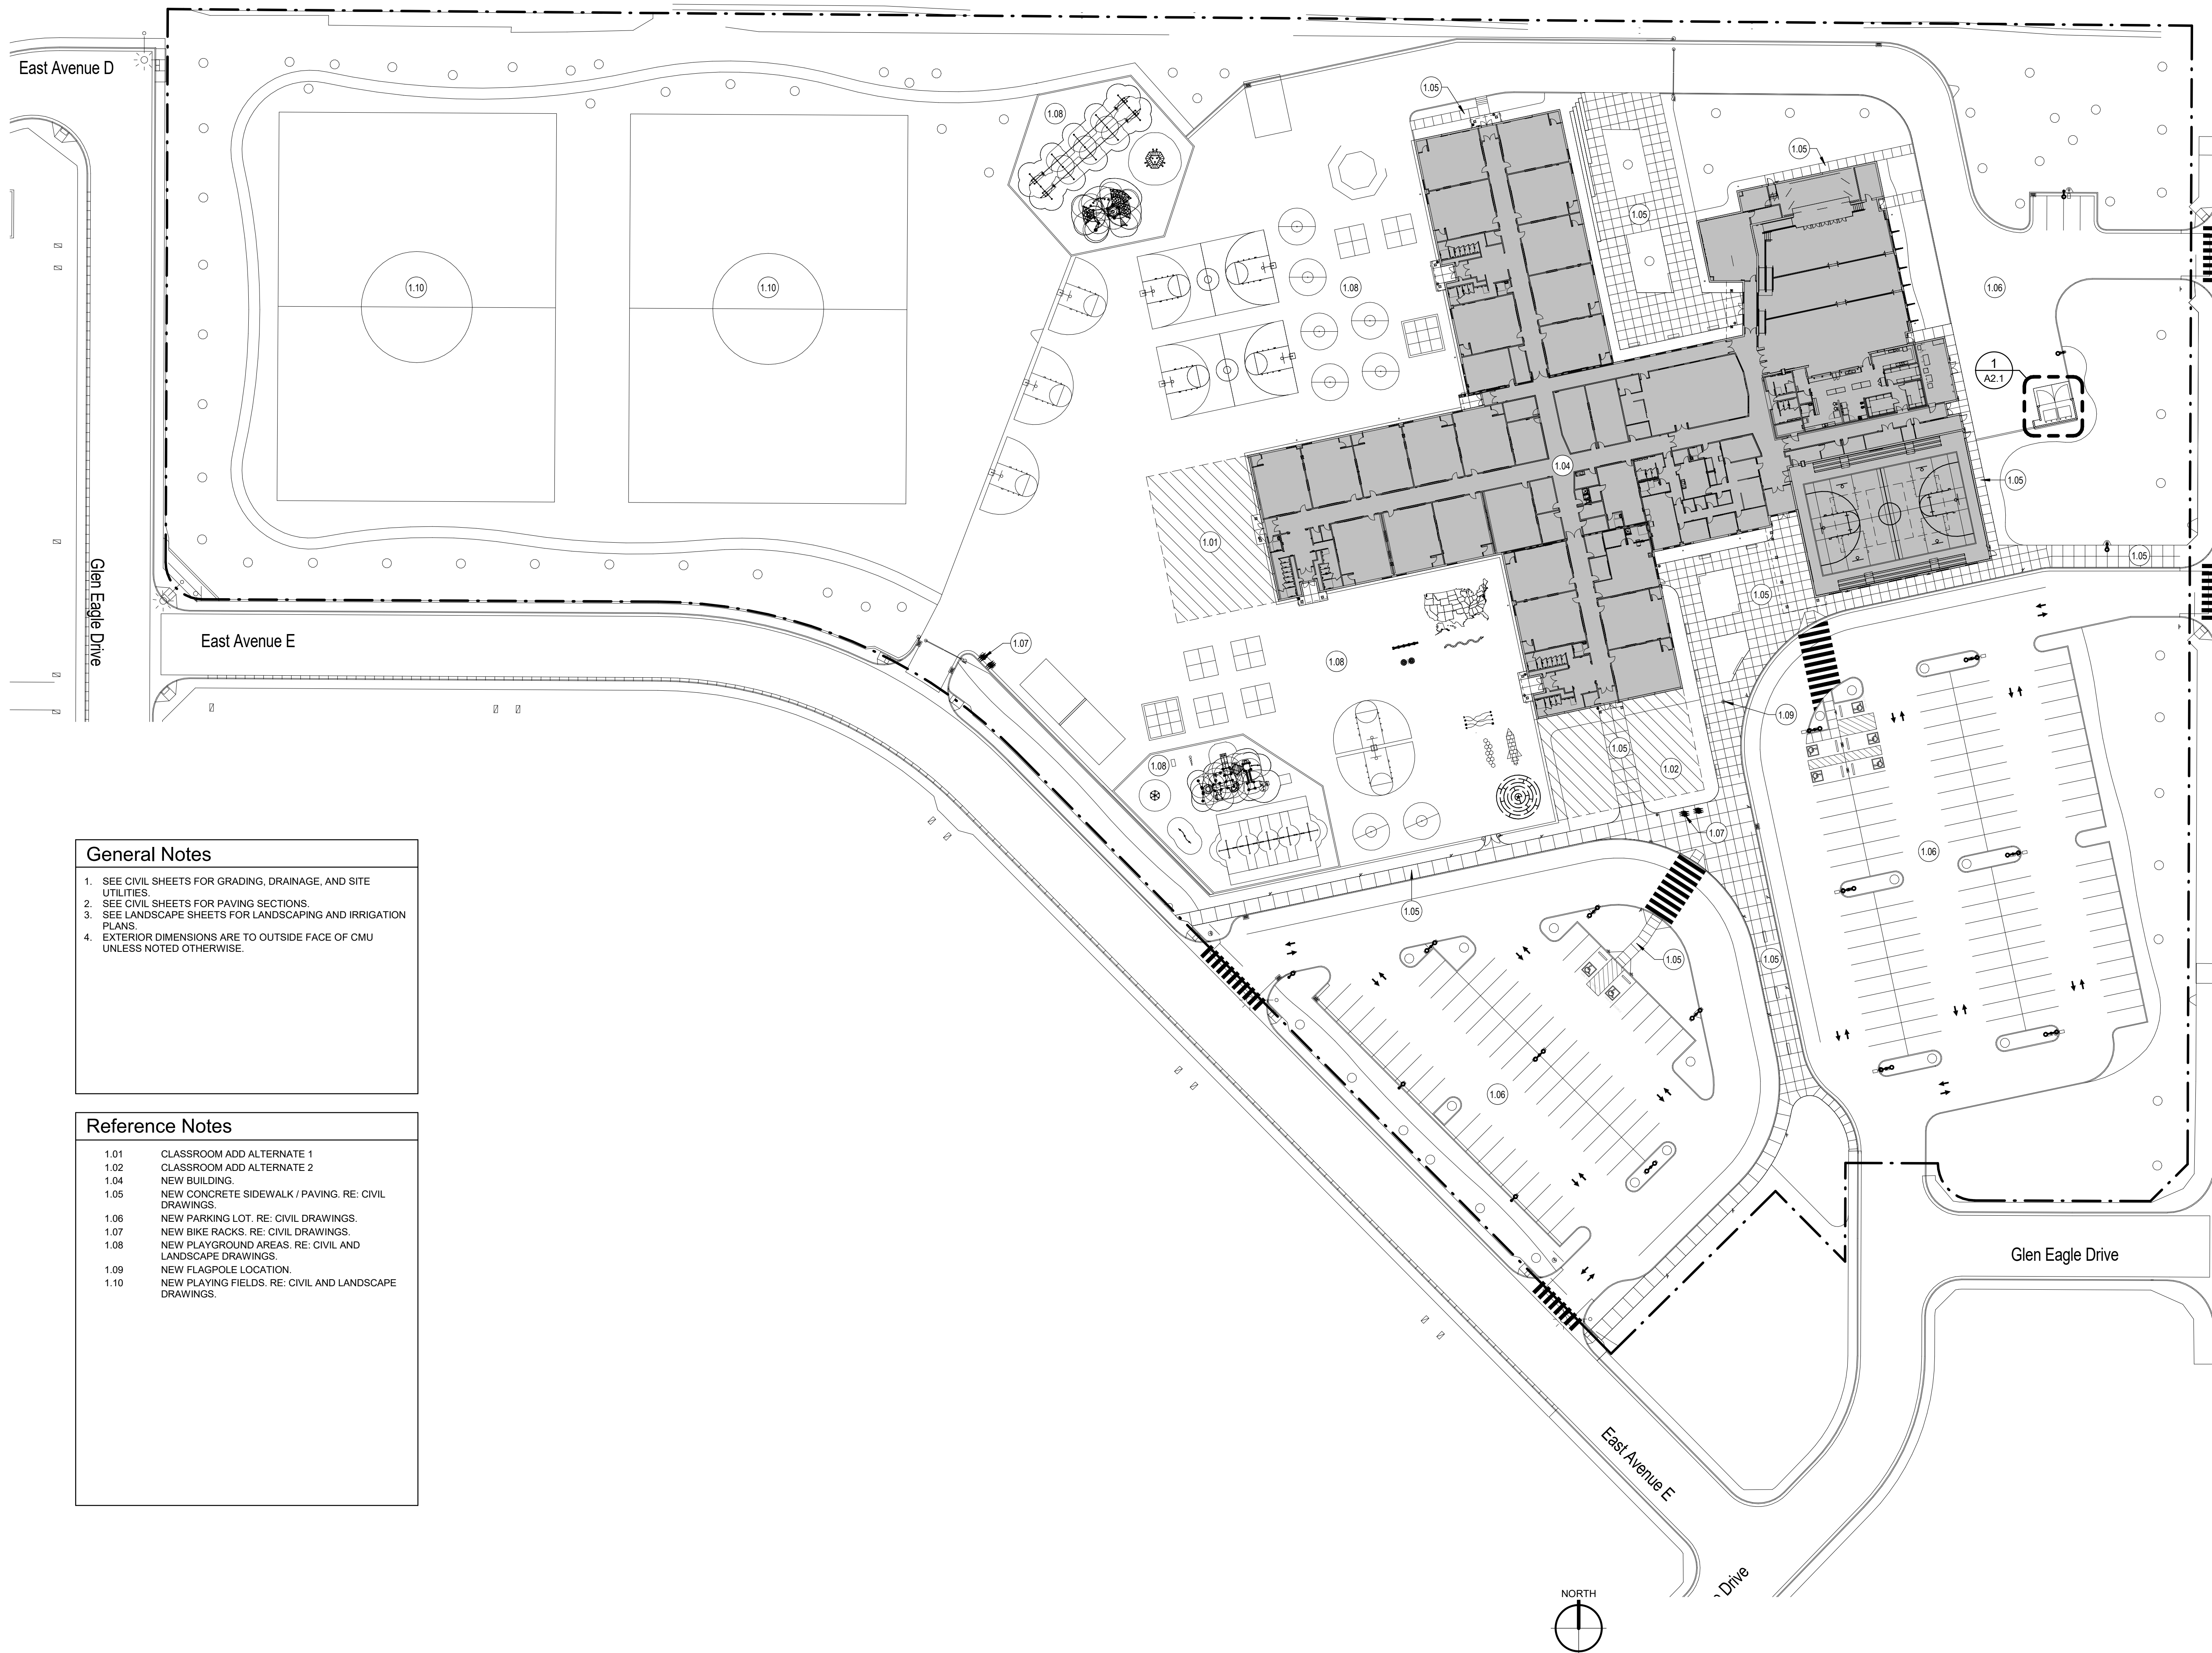 East Avenue D
1.05
1.08
1.05
1.05
1.10
1.10
1.08
1.06
1
A2.1
1.04
1.05
1.01
1.05
Glen Eagle Drive
1.05
East Avenue E
1.07
1.08
1.09
1.05
1.08
1.02
1.07
1.06
1.05
1.05
1.05
1.06
General Notes
1. SEE CIVIL SHEETS FOR GRADING, DRAINAGE, AND SITE
UTILITIES.
2. SEE CIVIL SHEETS FOR PAVING SECTIONS.
3. SEE LANDSCAPE SHEETS FOR LANDSCAPING AND IRRIGATION
PLANS.
4. EXTERIOR DIMENSIONS ARE TO OUTSIDE FACE OF CMU
UNLESS NOTED OTHERWISE.
Reference Notes
1.01 CLASSROOM ADD ALTERNATE 1
1.02 CLASSROOM ADD ALTERNATE 2
1.04 NEW BUILDING.
1.05 NEW CONCRETE SIDEWALK / PAVING. RE: CIVIL
DRAWINGS.
1.06 NEW PARKING LOT. RE: CIVIL DRAWINGS.
1.07 NEW BIKE RACKS. RE: CIVIL DRAWINGS.
1.08 NEW PLAYGROUND AREAS. RE: CIVIL AND
LANDSCAPE DRAWINGS.
1.09 NEW FLAGPOLE LOCATION.
1.10 NEW PLAYING FIELDS. RE: CIVIL AND LANDSCAPE
DRAWINGS.
Glen Eagle Drive
East Avenue E
Drive
NORTH